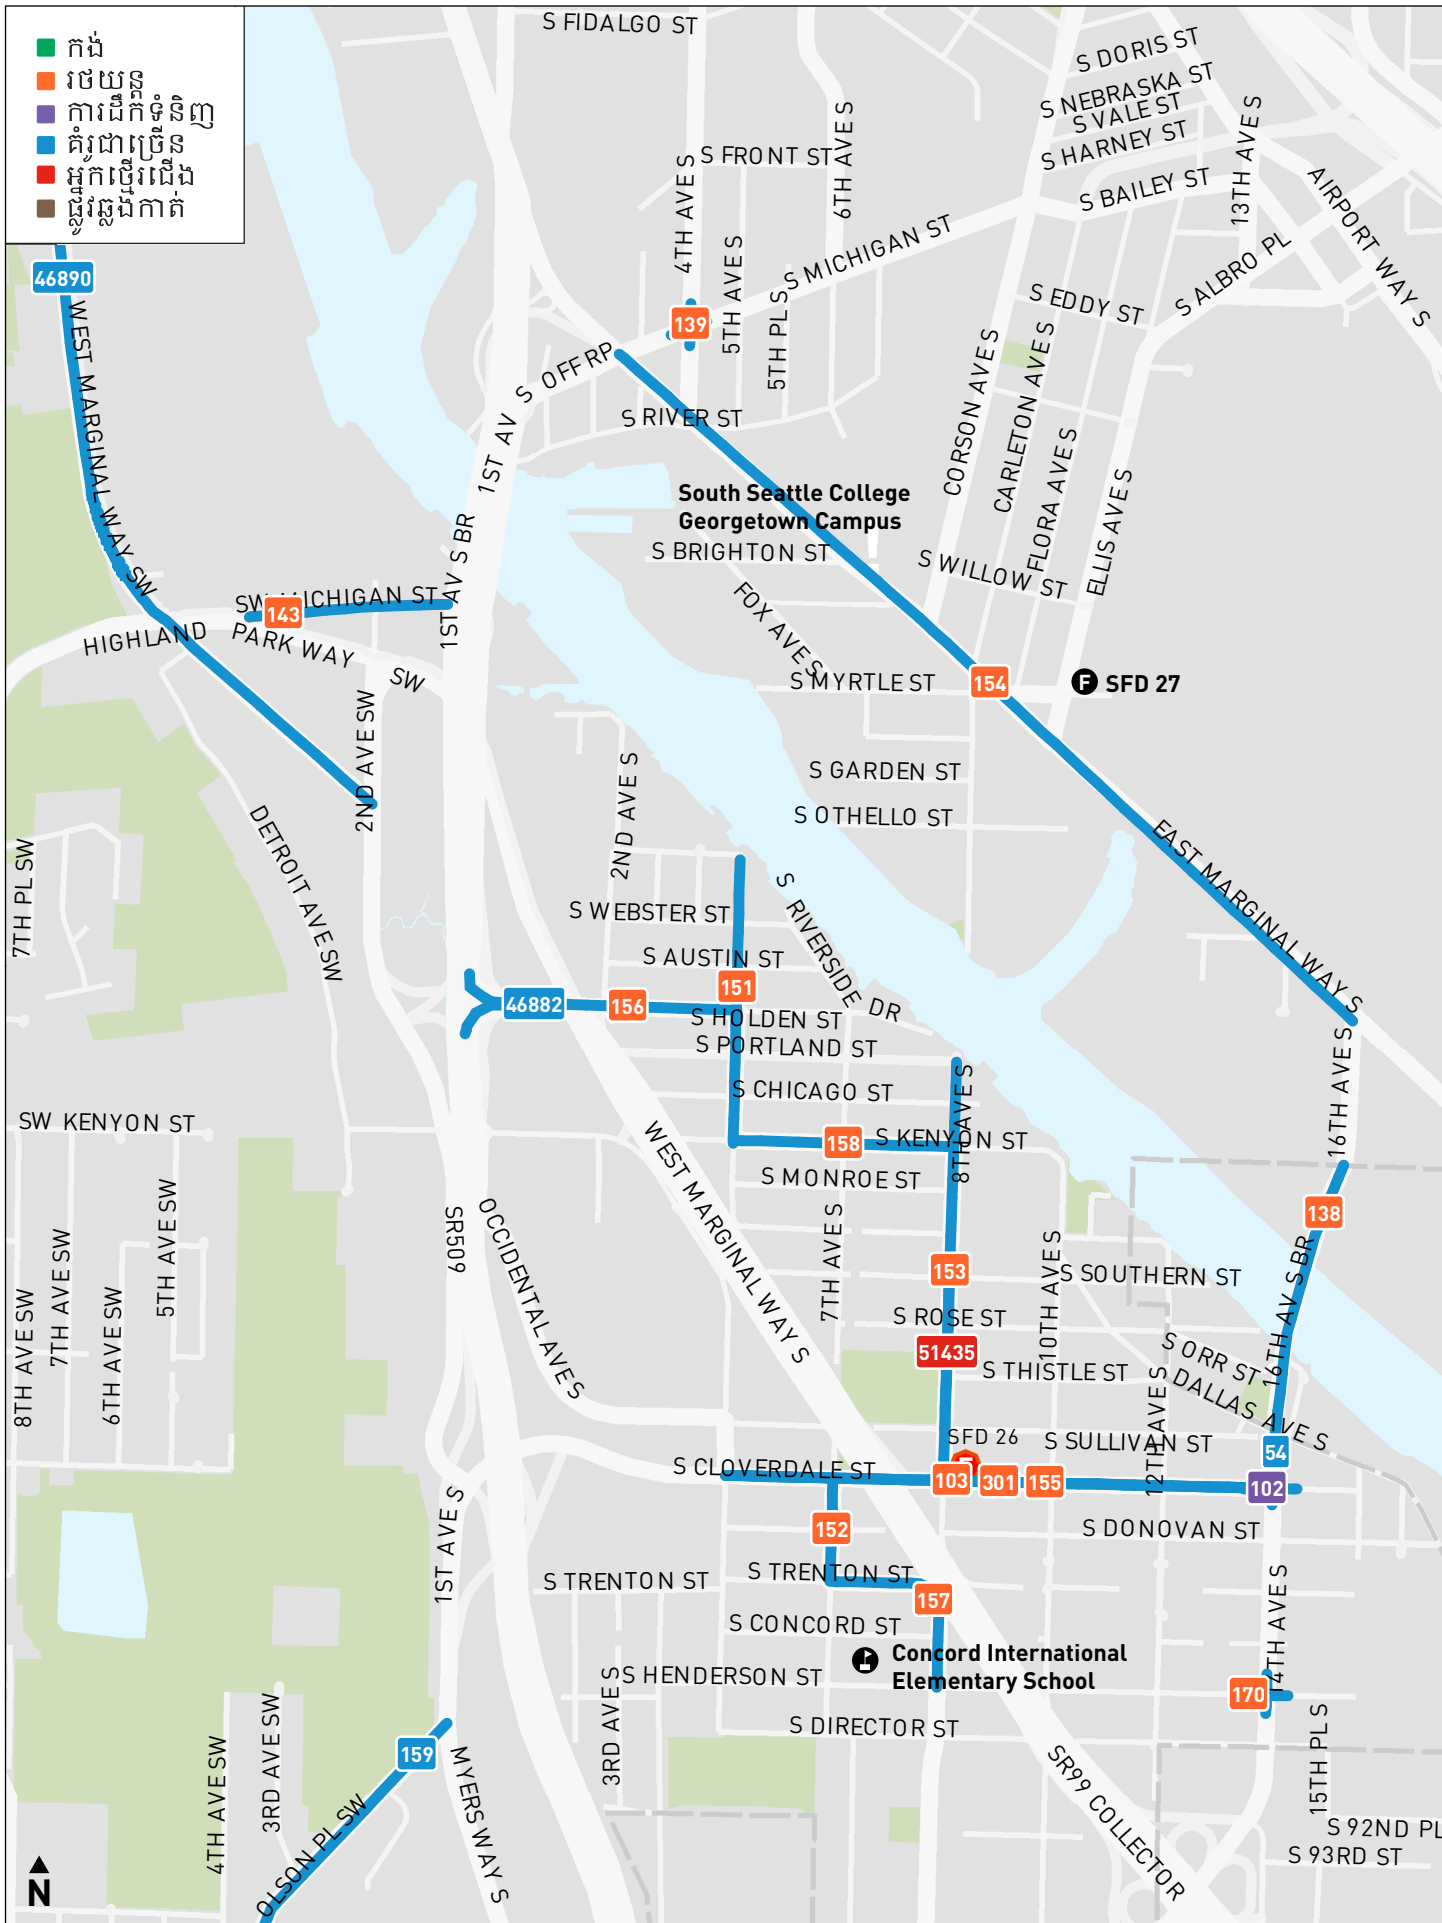 កង់
រថយន្ត
ការដឹកទំនិញ
គំរូជាច្រើន
អ្នកថ្មើរជើង
ផ្លូវឆ្លងកាត់
S FIDALGO ST
S DORIS ST
S NEBRASKA ST
S VALE ST
S HARNEY ST
S BAILEY ST
13TH AVE S
AIRPORT WAY S
S ALBRO PL
S FRONT ST
4TH AVE S
5TH AVE S
6TH AVE S
5TH PL S
S MICHIGAN ST
S EDDY ST
46890
WEST MARGINAL WAY SW
139
1ST AV S OFF RP
S RIVER ST
CORSON AVE S
CARLETON AVE S
FLORA AVE S
ELLIS AVE S
South Seattle College
Georgetown Campus
S BRIGHTON ST
S WILLOW ST
FOX AVE S
1ST AV S BR
SW MICHIGAN ST
143
HIGHLAND PARK WAY SW
S MYRTLE ST
154
F
SFD 27
2ND AVE SW
2ND AVE S
S GARDEN ST
S OTHELLO ST
DETROIT AVE SW
7TH PL SW
EAST MARGINAL WAY S
S RIVERSIDE DR
S WEBSTER ST
S AUSTIN ST
151
46882
156
S HOLDEN ST
S PORTLAND ST
S CHICAGO ST
8TH AVE S
16TH AVE S
SW KENYON ST
158
S KENYON ST
S MONROE ST
WEST MARGINAL WAY S
138
16TH AV S BR
SR509
OCCIDENTAL AVE S
5TH AVE SW
7TH AVE SW
6TH AVE SW
8TH AVE SW
7TH AVE S
153
10TH AVE S
S SOUTHERN ST
S ROSE ST
51435
S THISTLE ST
S ORR ST
S DALLAS AVE S
12TH AVE S
SFD 26
S SULLIVAN ST
54
S CLOVERDALE ST
103
301
155
102
1ST AVE S
152
S DONOVAN ST
S TRENTON ST
S TRENTON ST
157
14TH AVE S
S CONCORD ST
Concord International
Elementary School
S HENDERSON ST
3RD AVE S
170
S DIRECTOR ST
159
4TH AVE SW
3RD AVE SW
OLSON PL SW
MYERS WAY S
SR99 COLLECTOR
15TH PL S
S 92ND PL
S 93RD ST
N